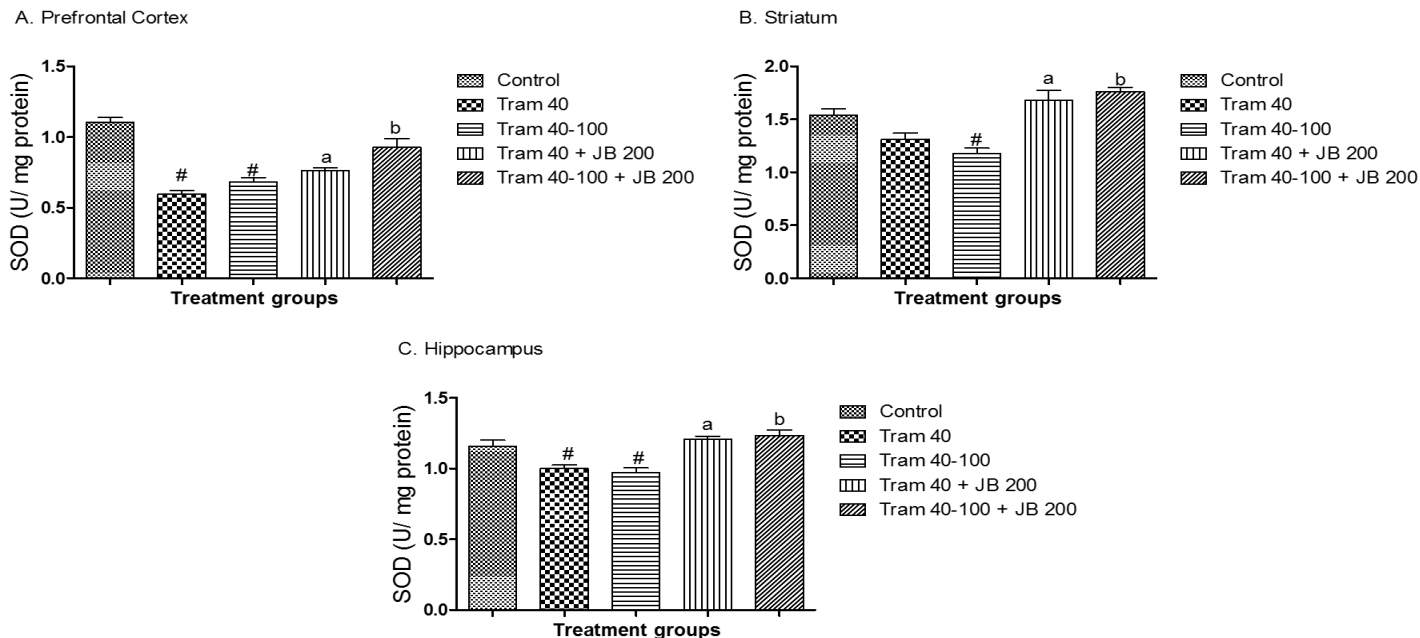 A. Prefrontal Cortex
SOD (U/ mg protein)
1.5
1.0
0.5
0.0
#
#
a
b
Treatment groups
Control
Tram 40
Tram 40-100
Tram 40 + JB 200
Tram 40-100 + JB 200
B. Striatum
SOD (U/ mg protein)
2.0
1.5
1.0
0.5
0.0
#
a
b
Treatment groups
Control
Tram 40
Tram 40-100
Tram 40 + JB 200
Tram 40-100 + JB 200
C. Hippocampus
SOD (U/ mg protein)
1.5
1.0
0.5
0.0
#
#
a
b
Treatment groups
Control
Tram 40
Tram 40-100
Tram 40 + JB 200
Tram 40-100 + JB 200